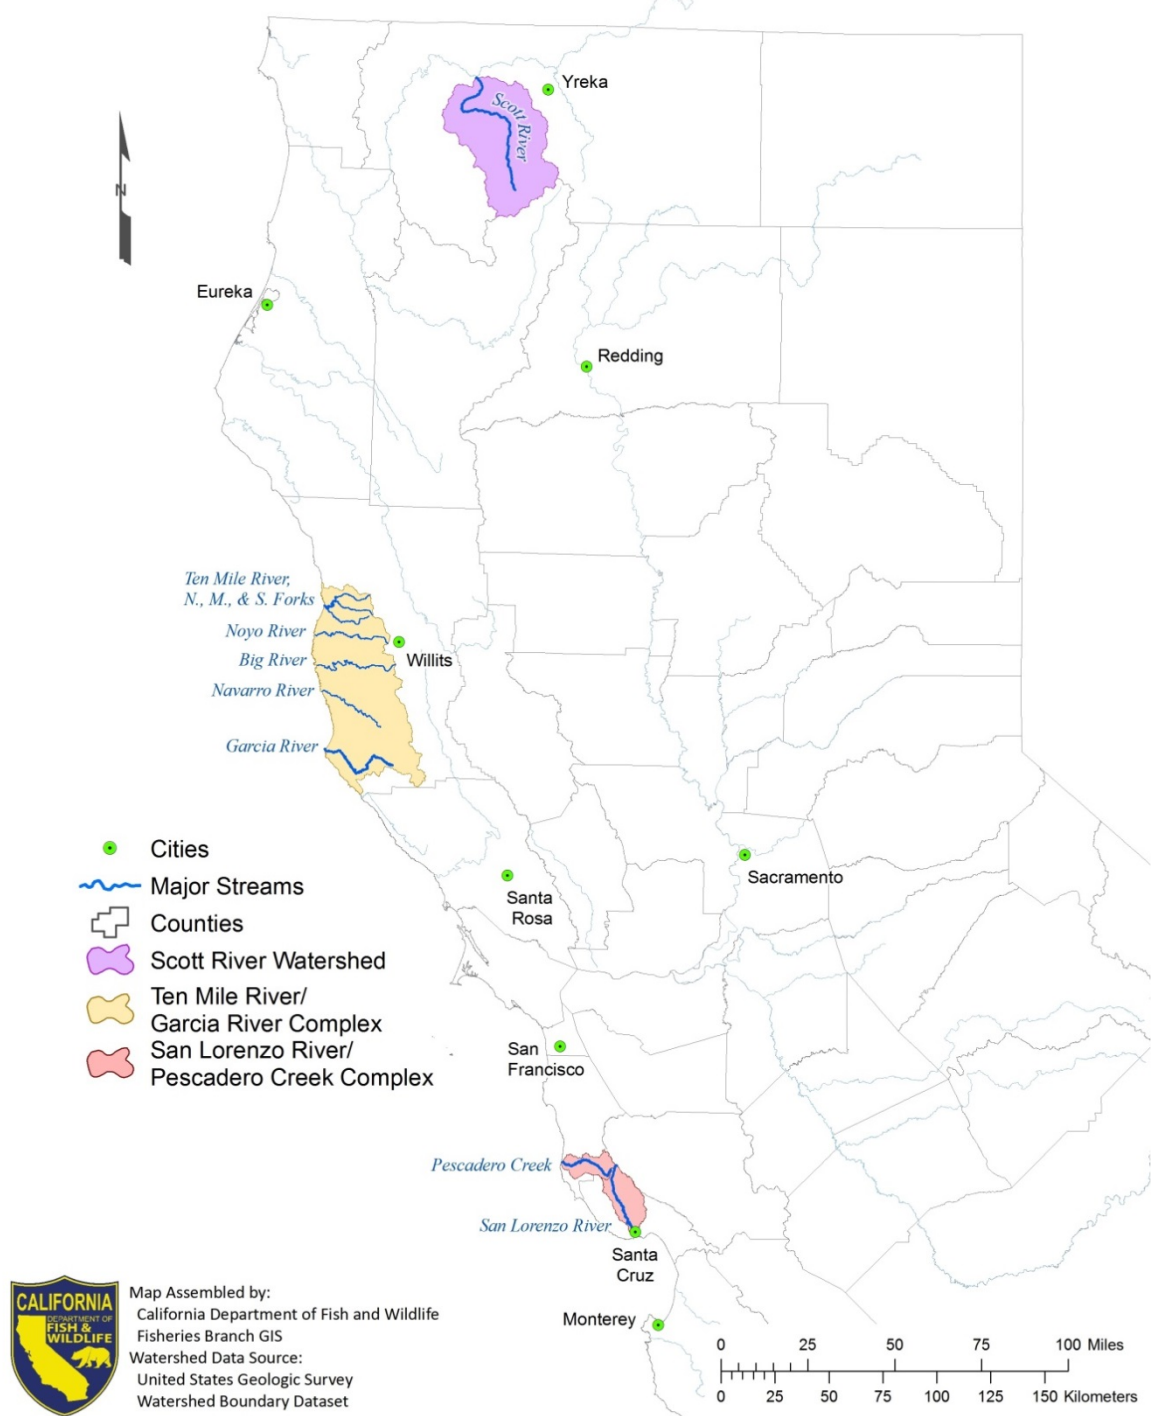 Yreka
Scott River
N
Eureka
Redding
Ten Mile River,
N., M., & S. Forks
Noyo River
Willits
Big River
Navarro River
Garcia River
Cities
Major Streams
Counties
Scott River Watershed
Ten Mile River/
Garcia River Complex
San Lorenzo River/
Pescadero Creek Complex
Sacramento
Santa
Rosa
San
Francisco
Pescadero Creek
San Lorenzo River
Santa
Cruz
Monterey
CALIFORNIA
DEPARTMENT OF
FISH &
WILDLIFE
Map Assembled by:
California Department of Fish and Wildlife
Fisheries Branch GIS
Watershed Data Source:
United States Geologic Survey
Watershed Boundary Dataset
0 25 50 75 100 Miles
0 25 50 75 100 125 150 Kilometers